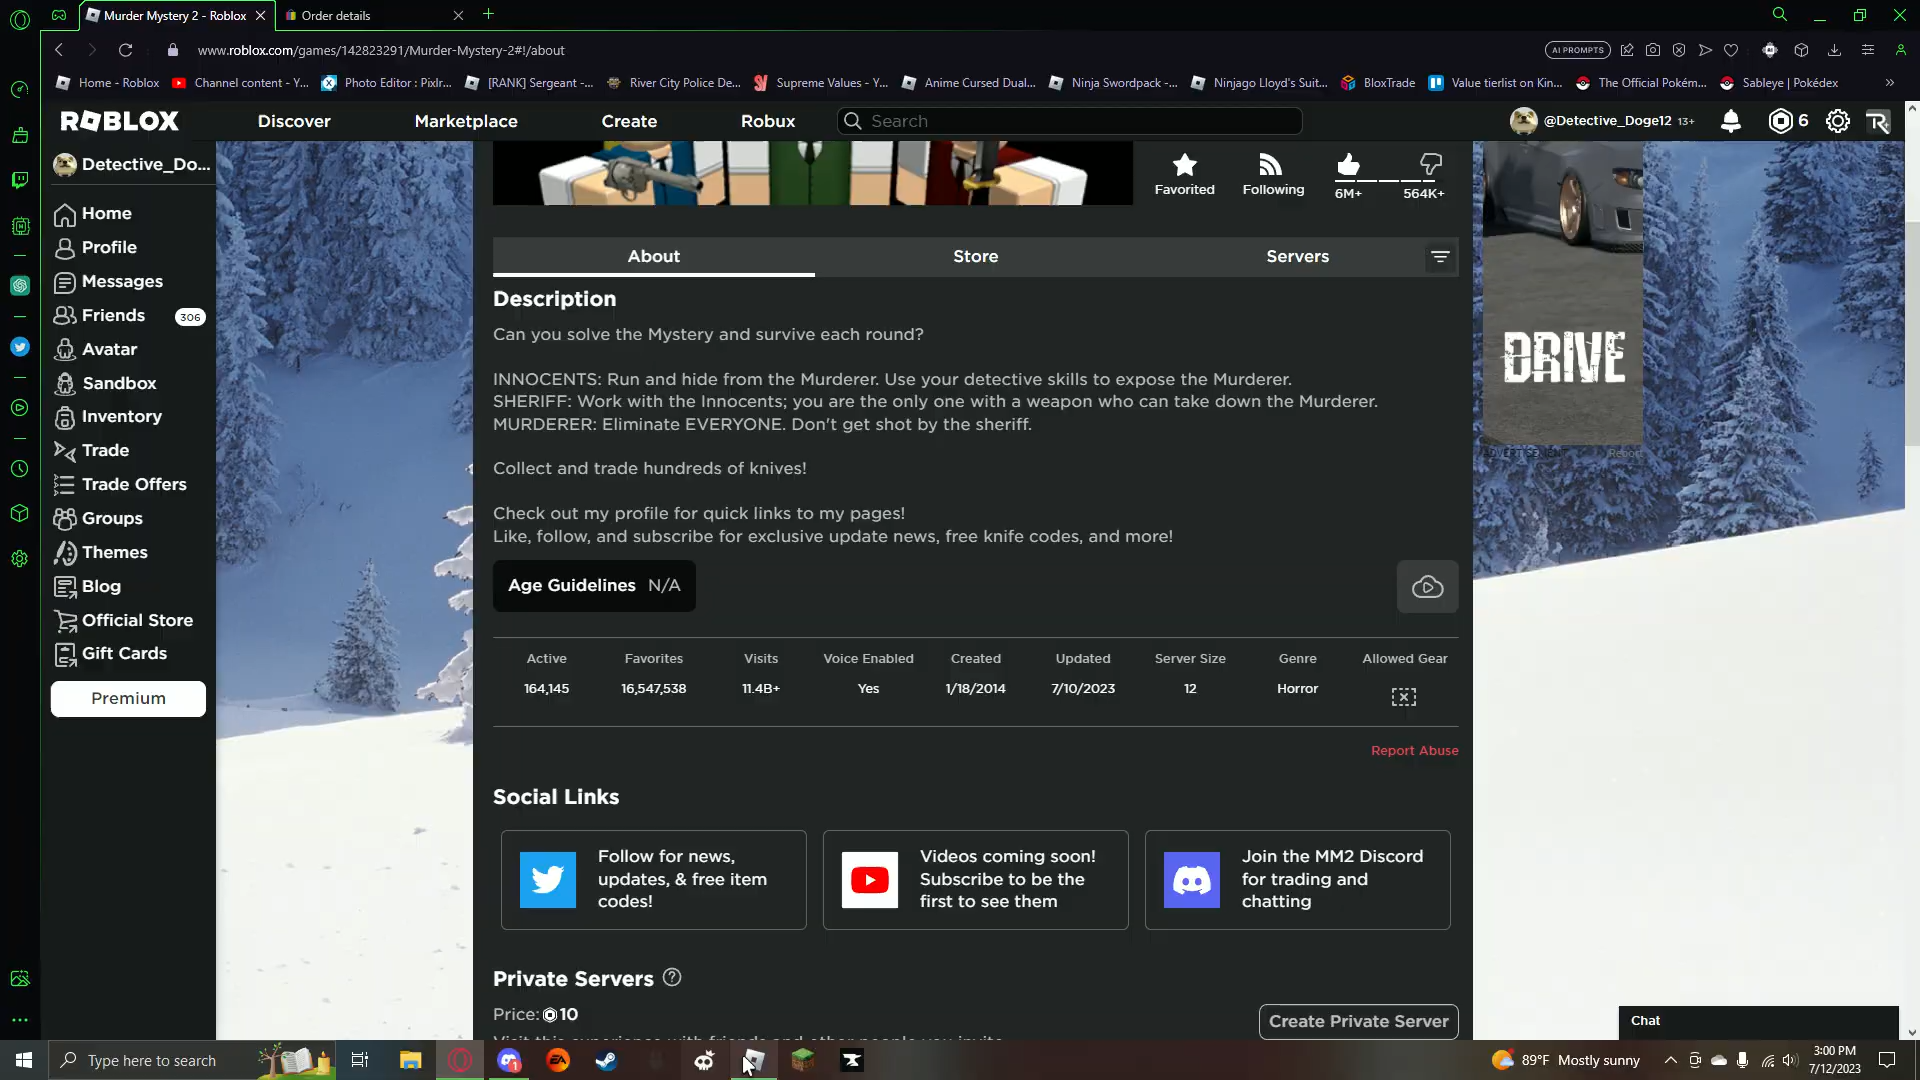 Murder Mystery 2 - Roblox
Order details
www.roblox.com/games/142823291/Murder-Mystery-2#!/about
AI PROMPTS
Home - Roblox
Channel content - Y...
Photo Editor : Pixlr...
[RANK] Sergeant -...
River City Police De...
Supreme Values - Y...
Anime Cursed Dual...
Ninja Swordpack -...
Ninjago Lloyd's Suit...
BloxTrade
Value tierlist on Kin...
The Official Pokém...
Sableye | Pokédex
ROBLOX
Discover
Marketplace
Create
Robux
Search
@Detective_Doge12 13+
6
Detective_Do...
Home
Profile
Messages
Friends 306
Avatar
Sandbox
Inventory
Trade
Trade Offers
Groups
Themes
Blog
Official Store
Gift Cards
Premium
Favorited
Following
6M+
564K+
About
Store
Servers
Description
Can you solve the Mystery and survive each round?
INNOCENTS: Run and hide from the Murderer. Use your detective skills to expose the Murderer.
SHERIFF: Work with the Innocents; you are the only one with a weapon who can take down the Murderer.
MURDERER: Eliminate EVERYONE. Don't get shot by the sheriff.
Collect and trade hundreds of knives!
Check out my profile for quick links to my pages!
Like, follow, and subscribe for exclusive update news, free knife codes, and more!
Age Guidelines N/A
Active Favorites Visits Voice Enabled Created Updated Server Size Genre Allowed Gear
164,145 16,547,538 11.4B+ Yes 1/18/2014 7/10/2023 12 Horror
Report Abuse
Social Links
Follow for news,
updates, & free item
codes!
Videos coming soon!
Subscribe to be the
first to see them
Join the MM2 Discord
for trading and
chatting
Private Servers
Price: 10
Create Private Server
Visit this experience with friends and other people you invite
DRIVE
ADVERTISEMENT
Report
Chat
Type here to search
89°F Mostly sunny
3:00 PM
7/12/2023